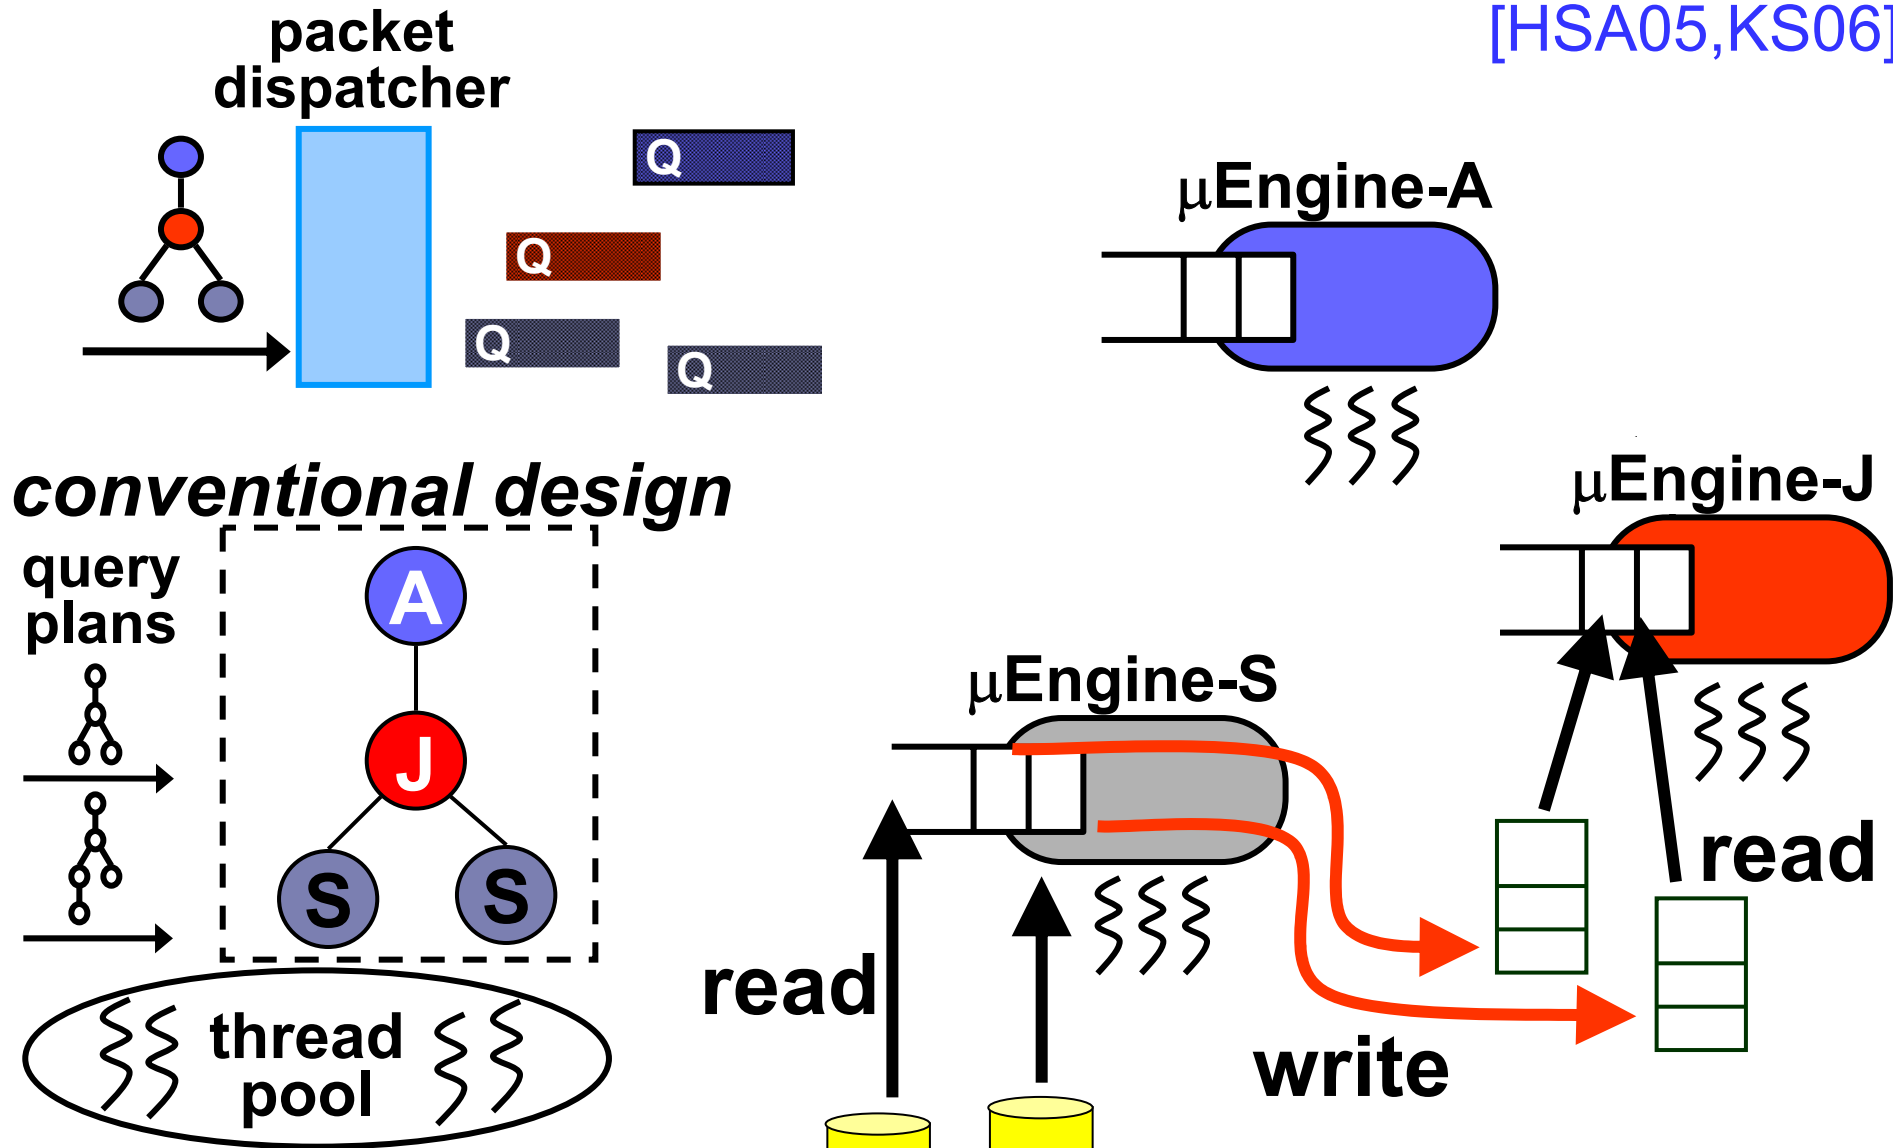 packet
dispatcher
[HSA05,KS06]
Q
Q
Q
Q
μEngine-A
conventional design
query
plans
A
J
S
S
thread
pool
μEngine-J
μEngine-S
read
read
write